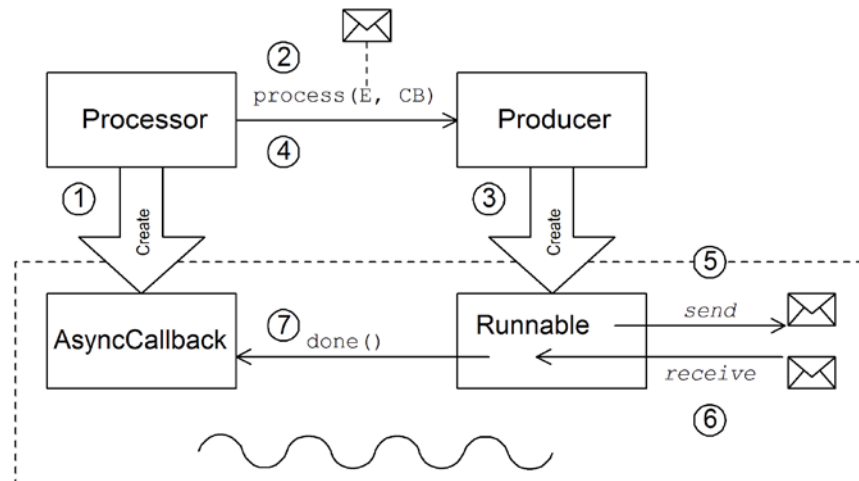 ②
process(E, CB)
Processor
Producer
④
①
Create
③
Create
⑤
AsyncCallback
⑦
done()
Runnable
send
receive
⑥